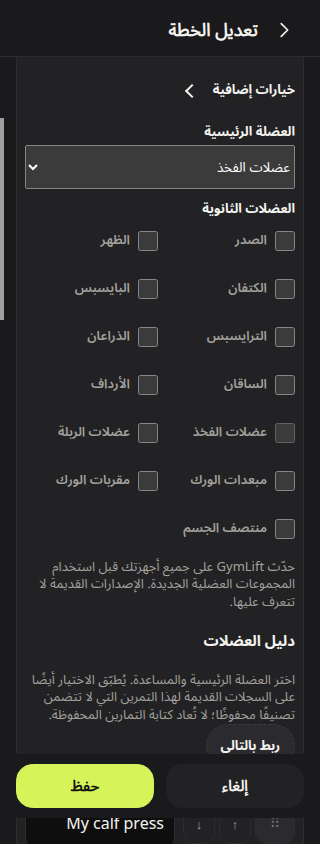 تعديل الخطة
خيارات إضافية
العضلة الرئيسية
عضلات الفخذ
العضلات الثانوية
الصدر
الظهر
الكتفان
البايسبس
الترايسبس
الذراعان
الساقان
الأرداف
عضلات الفخذ
عضلات الربلة
مبعدات الورك
مقربات الورك
منتصف الجسم
حدّث GymLift على جميع أجهزتك قبل استخدام
المجموعات العضلية الجديدة. الإصدارات القديمة لا
تتعرف عليها.
دليل العضلات
اختر العضلة الرئيسية والمساعدة. يُطبّق الاختيار أيضًا
على السجلات القديمة لهذا التمرين التي لا تتضمن
تصنيفًا محفوظًا؛ لا تُعاد كتابة التمارين المحفوظة.
ربط بالتالي
إلغاء
حفظ
My calf press